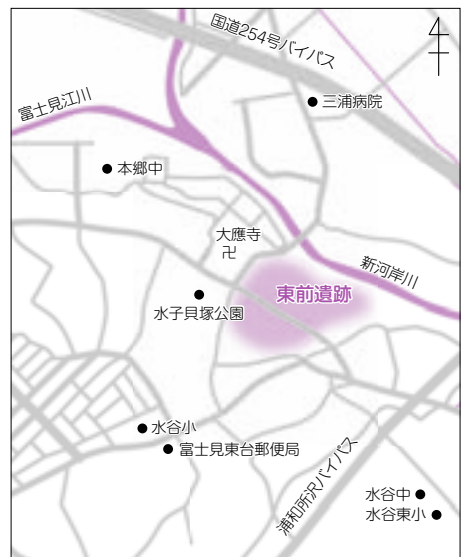 国道254号バイパス
富士見江川
三浦病院
本郷中
大應寺
卍
新河岸川
東前遺跡
水子貝塚公園
水谷小
富士見東台郵便局
浦和所沢バイパス
水谷中
水谷東小